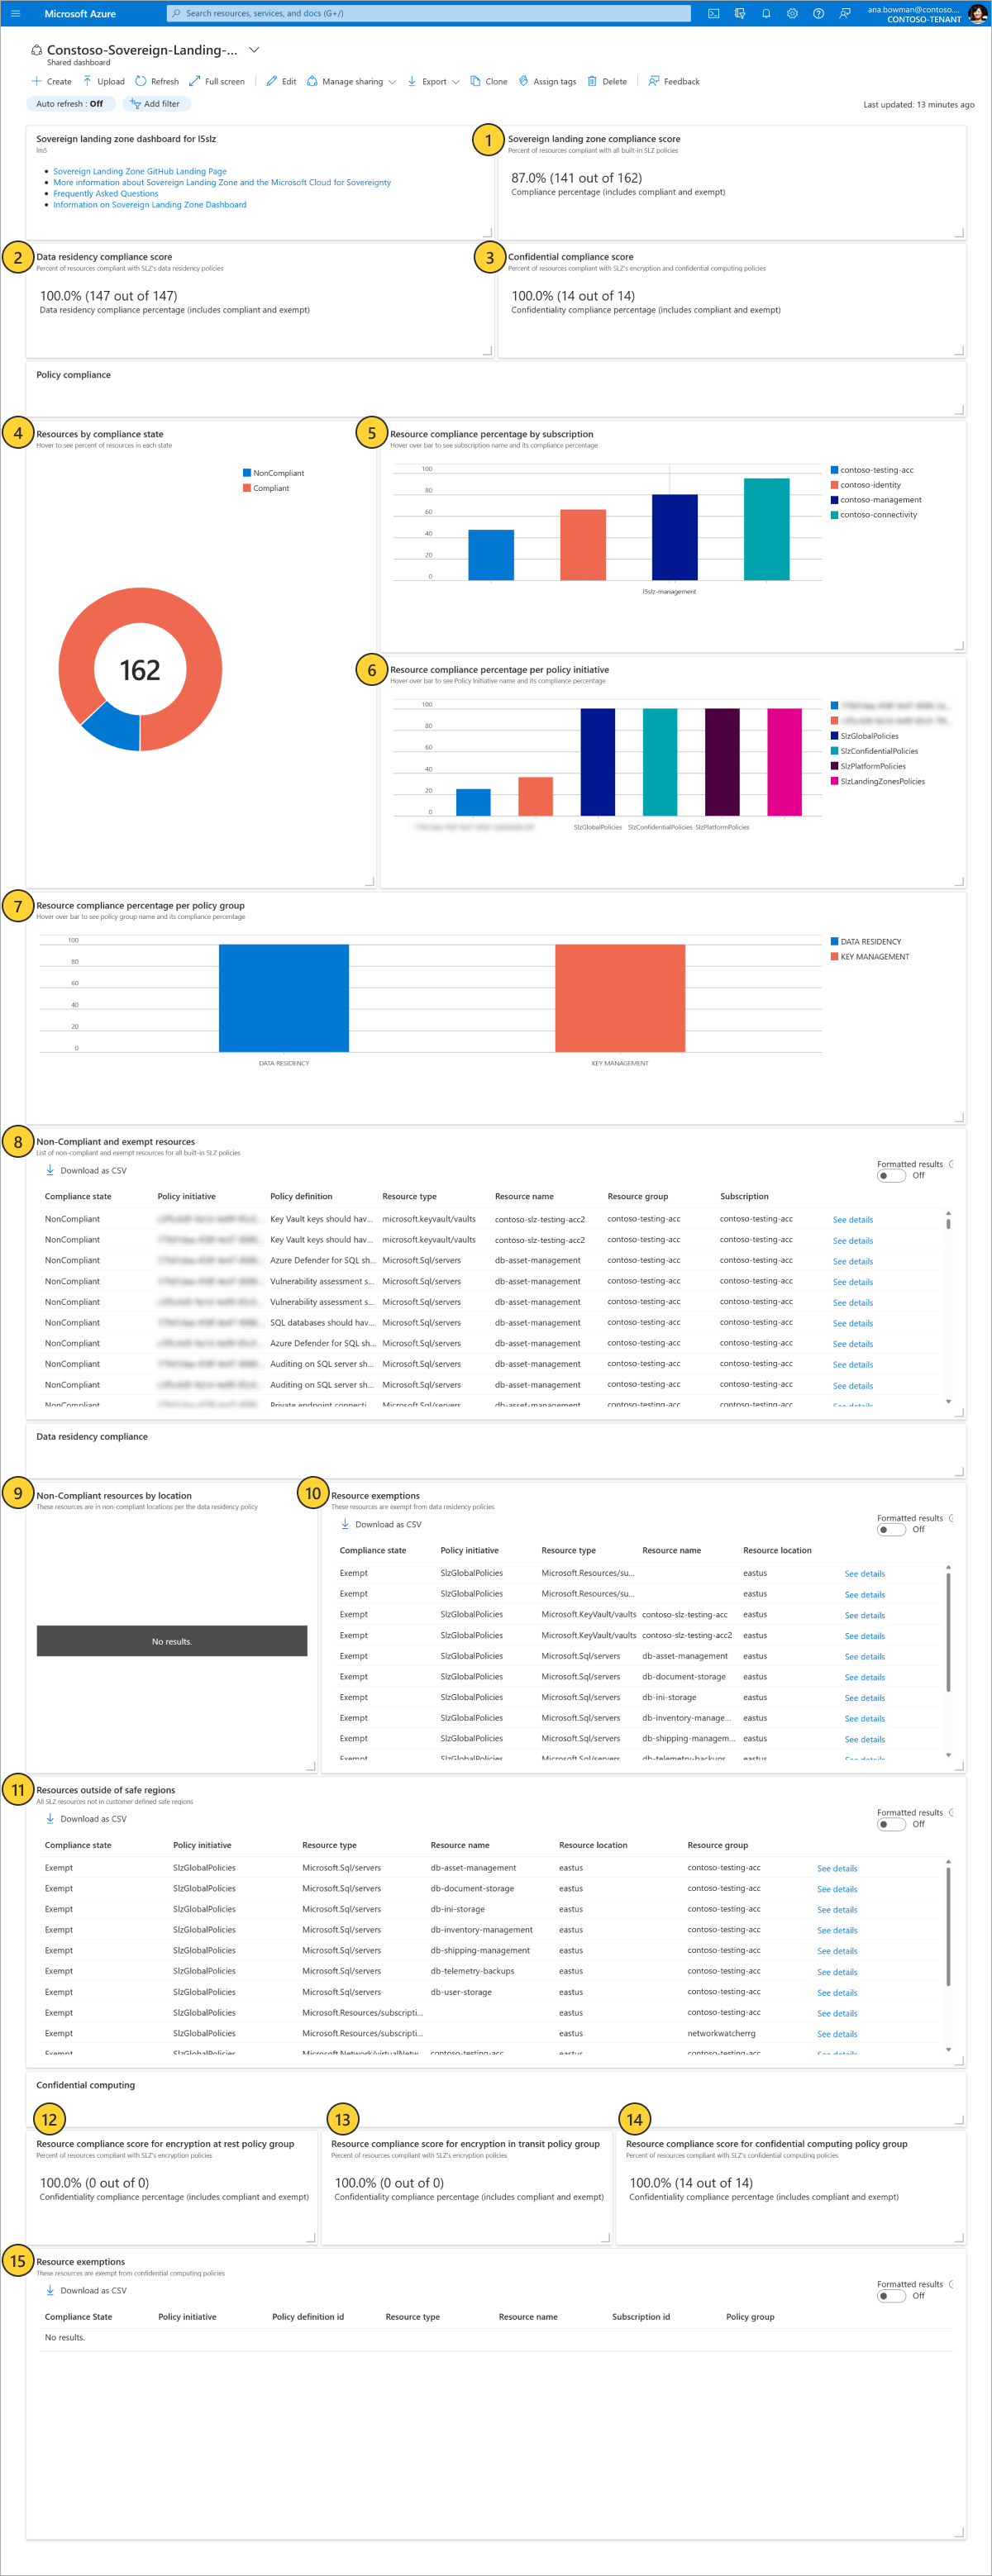 Microsoft Azure
Search resources, services, and docs (G+/)
ana.bowman@contoso....
CONTOSO-TENANT
Constoso-Sovereign-Landing-...
Shared dashboard
Create Upload Refresh Full screen Edit Manage sharing Export Clone Assign tags Delete Feedback
Auto refresh : Off Add filter
Last updated: 13 minutes ago
Sovereign landing zone dashboard for l5slz
lm5
Sovereign Landing Zone GitHub Landing Page
More information about Sovereign Landing Zone and the Microsoft Cloud for Sovereignty
Frequently Asked Questions
Information on Sovereign Landing Zone Dashboard
1
Sovereign landing zone compliance score
Percent of resources compliant with all built-in SLZ policies
87.0% (141 out of 162)
Compliance percentage (includes compliant and exempt)
2
Data residency compliance score
Percent of resources compliant with SLZ's data residency policies
100.0% (147 out of 147)
Data residency compliance percentage (includes compliant and exempt)
3
Confidential compliance score
Percent of resources compliant with SLZ's encryption and confidential computing policies
100.0% (14 out of 14)
Confidentiality compliance percentage (includes compliant and exempt)
Policy compliance
4
Resources by compliance state
Hover to see percent of resources in each state
NonCompliant
Compliant
162
5
Resource compliance percentage by subscription
Hover over bar to see subscription name and its compliance percentage
100
80
60
40
20
0
l5slz-management
contoso-testing-acc
contoso-identity
contoso-management
contoso-connectivity
6
Resource compliance percentage per policy initiative
Hover over bar to see Policy Initiative name and its compliance percentage
100
80
60
40
20
0
SlzGlobalPolicies SlzConfidentialPolicies SlzPlatformPolicies
SlzGlobalPolicies
SlzConfidentialPolicies
SlzPlatformPolicies
SlzLandingZonesPolicies
7
Resource compliance percentage per policy group
Hover over bar to see policy group name and its compliance percentage
100
80
60
40
20
0
DATA RESIDENCY KEY MANAGEMENT
DATA RESIDENCY
KEY MANAGEMENT
8
Non-Compliant and exempt resources
List of non-compliant and exempt resources for all built-in SLZ policies
Download as CSV
Formatted results
Off
Compliance state Policy initiative Policy definition Resource type Resource name Resource group Subscription
NonCompliant Key Vault keys should hav... microsoft.keyvault/vaults contoso-slz-testing-acc2 contoso-testing-acc contoso-testing-acc See details
NonCompliant Key Vault keys should hav... microsoft.keyvault/vaults contoso-slz-testing-acc2 contoso-testing-acc contoso-testing-acc See details
NonCompliant Azure Defender for SQL sh... Microsoft.Sql/servers db-asset-management contoso-testing-acc contoso-testing-acc See details
NonCompliant Vulnerability assessment s... Microsoft.Sql/servers db-asset-management contoso-testing-acc contoso-testing-acc See details
NonCompliant Vulnerability assessment s... Microsoft.Sql/servers db-asset-management contoso-testing-acc contoso-testing-acc See details
NonCompliant SQL databases should hav... Microsoft.Sql/servers db-asset-management contoso-testing-acc contoso-testing-acc See details
NonCompliant Azure Defender for SQL sh... Microsoft.Sql/servers db-asset-management contoso-testing-acc contoso-testing-acc See details
NonCompliant Auditing on SQL server sh... Microsoft.Sql/servers db-asset-management contoso-testing-acc contoso-testing-acc See details
NonCompliant Auditing on SQL server sh... Microsoft.Sql/servers db-asset-management contoso-testing-acc contoso-testing-acc See details
NonCompliant Private endpoint connecti... Microsoft.Sql/servers db-asset-management contoso-testing-acc contoso-testing-acc See details
Data residency compliance
9
Non-Compliant resources by location
These resources are in non-compliant locations per the data residency policy
No results.
10
Resource exemptions
These resources are exempt from data residency policies
Download as CSV
Formatted results
Off
Compliance state Policy initiative Resource type Resource name Resource location
Exempt SlzGlobalPolicies Microsoft.Resources/su... eastus See details
Exempt SlzGlobalPolicies Microsoft.Resources/su... eastus See details
Exempt SlzGlobalPolicies Microsoft.KeyVault/vaults contoso-slz-testing-acc eastus See details
Exempt SlzGlobalPolicies Microsoft.KeyVault/vaults contoso-slz-testing-acc2 eastus See details
Exempt SlzGlobalPolicies Microsoft.Sql/servers db-asset-management eastus See details
Exempt SlzGlobalPolicies Microsoft.Sql/servers db-document-storage eastus See details
Exempt SlzGlobalPolicies Microsoft.Sql/servers db-ini-storage eastus See details
Exempt SlzGlobalPolicies Microsoft.Sql/servers db-inventory-manage... eastus See details
Exempt SlzGlobalPolicies Microsoft.Sql/servers db-shipping-managem... eastus See details
Exempt SlzGlobalPolicies Microsoft.Sql/servers db-telemetry-backups eastus See details
11
Resources outside of safe regions
All SLZ resources not in customer defined safe regions
Download as CSV
Formatted results
Off
Compliance state Policy initiative Resource type Resource name Resource location Resource group
Exempt SlzGlobalPolicies Microsoft.Sql/servers db-asset-management eastus contoso-testing-acc See details
Exempt SlzGlobalPolicies Microsoft.Sql/servers db-document-storage eastus contoso-testing-acc See details
Exempt SlzGlobalPolicies Microsoft.Sql/servers db-ini-storage eastus contoso-testing-acc See details
Exempt SlzGlobalPolicies Microsoft.Sql/servers db-inventory-management eastus contoso-testing-acc See details
Exempt SlzGlobalPolicies Microsoft.Sql/servers db-shipping-management eastus contoso-testing-acc See details
Exempt SlzGlobalPolicies Microsoft.Sql/servers db-telemetry-backups eastus contoso-testing-acc See details
Exempt SlzGlobalPolicies Microsoft.Sql/servers db-user-storage eastus contoso-testing-acc See details
Exempt SlzGlobalPolicies Microsoft.Resources/subscripti... eastus contoso-testing-acc See details
Exempt SlzGlobalPolicies Microsoft.Resources/subscripti... eastus networkwatcherrg See details
Exempt SlzGlobalPolicies Microsoft.Network/virtualNetw... contoso-testing-acc eastus contoso-testing-acc See details
Confidential computing
12
Resource compliance score for encryption at rest policy group
Percent of resources compliant with SLZ's encryption policies
100.0% (0 out of 0)
Confidentiality compliance percentage (includes compliant and exempt)
13
Resource compliance score for encryption in transit policy group
Percent of resources compliant with SLZ's encryption policies
100.0% (0 out of 0)
Confidentiality compliance percentage (includes compliant and exempt)
14
Resource compliance score for confidential computing policy group
Percent of resources compliant with SLZ's confidential computing policies
100.0% (14 out of 14)
Confidentiality compliance percentage (includes compliant and exempt)
15
Resource exemptions
These resources are exempt from confidential computing policies
Download as CSV
Formatted results
Off
Compliance State Policy initiative Policy definition id Resource type Resource name Subscription id Policy group
No results.